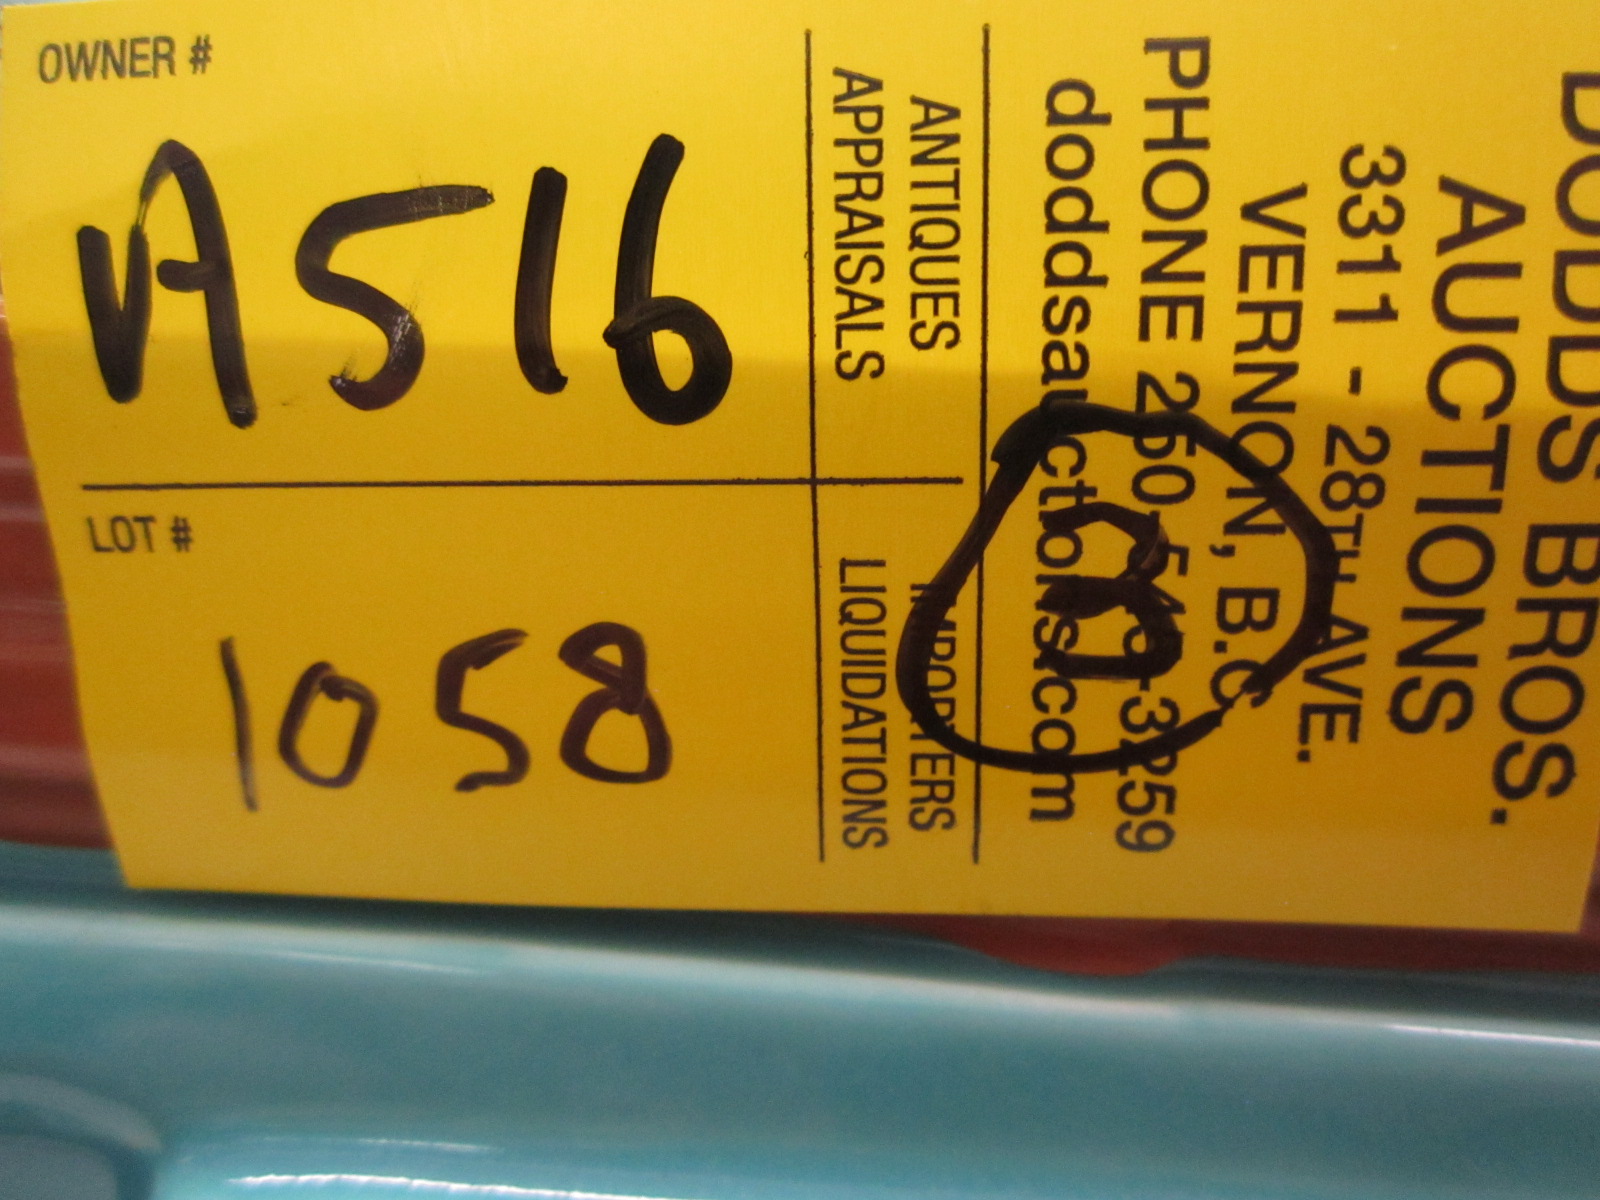 OWNER #
A516
LOT #
1058
DODDS BROS.
AUCTIONS
3311 - 28TH AVE.
VERNON, B.C.
PHONE 250-545-3259
doddsauctions.com
ANTIQUES IMPORTERS
APPRAISALS LIQUIDATIONS